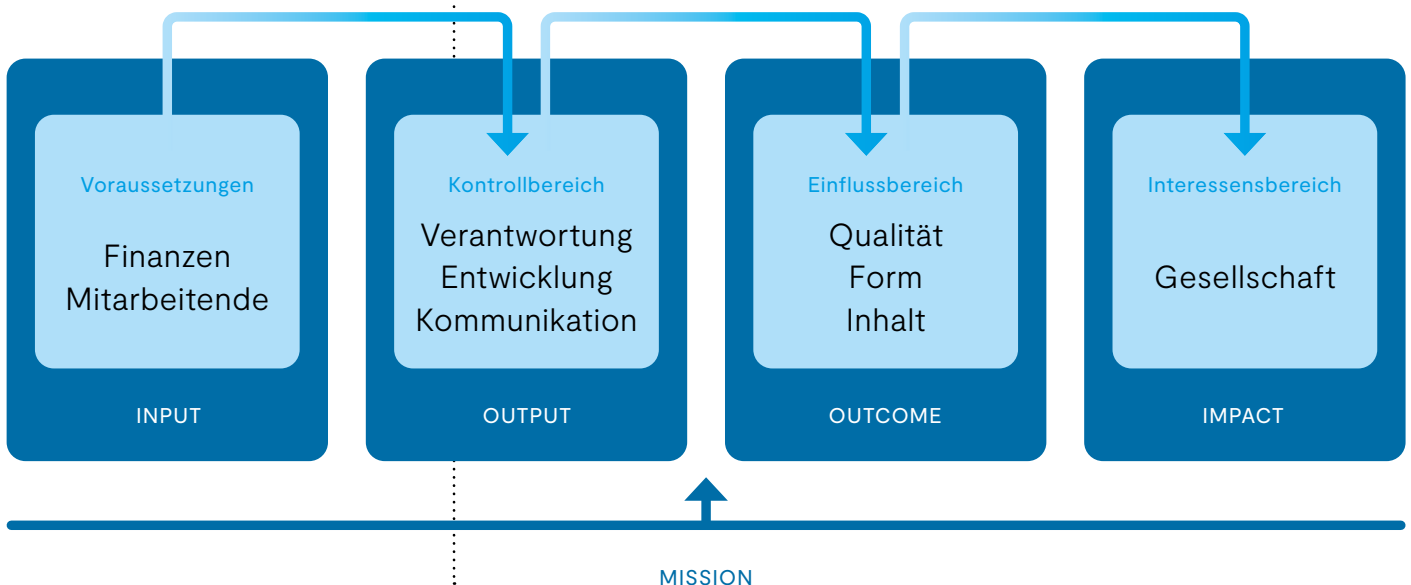 Voraussetzungen
Finanzen
Mitarbeitende
INPUT
Kontrollbereich
Verantwortung
Entwicklung
Kommunikation
OUTPUT
Einflussbereich
Qualität
Form
Inhalt
OUTCOME
Interessensbereich
Gesellschaft
IMPACT
MISSION